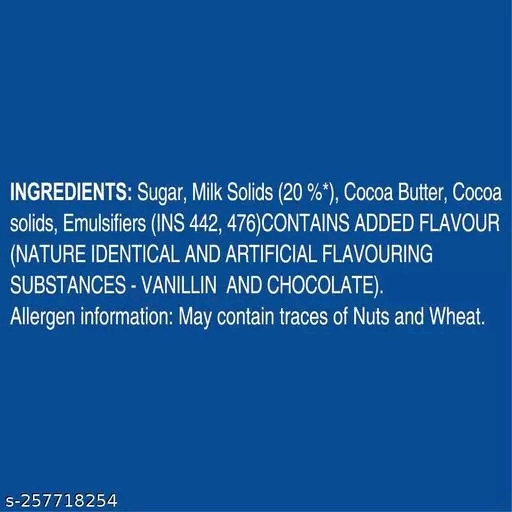 INGREDIENTS: Sugar, Milk Solids (20 %*), Cocoa Butter, Cocoa
solids, Emulsifiers (INS 442, 476)CONTAINS ADDED FLAVOUR
(NATURE IDENTICAL AND ARTIFICIAL FLAVOURING
SUBSTANCES - VANILLIN AND CHOCOLATE).
Allergen information: May contain traces of Nuts and Wheat.
s-257718254